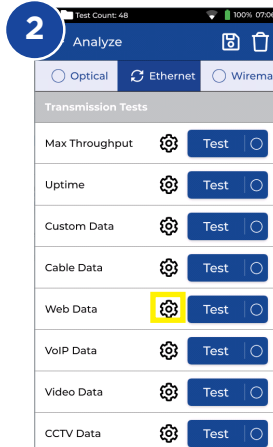 2
Test Count: 48 100% 07:00
Analyze
Optical Ethernet Wirema
Transmission Tests
Max Throughput Test
Uptime Test
Custom Data Test
Cable Data Test
Web Data Test
VoIP Data Test
Video Data Test
CCTV Data Test